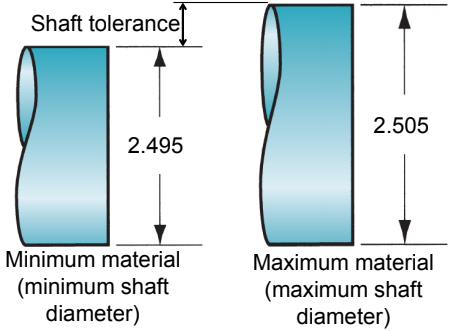 Shaft tolerance
2.495
2.505
Minimum material
(minimum shaft
diameter)
Maximum material
(maximum shaft
diameter)